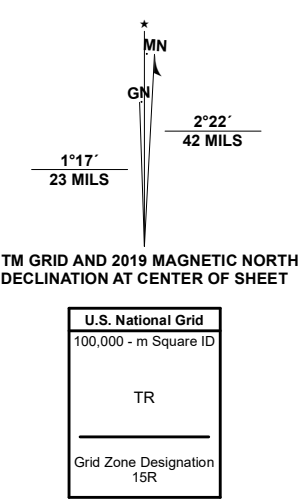 ★
MN
GN
2°22´
42 MILS
1°17´
23 MILS
TM GRID AND 2019 MAGNETIC NORTH
DECLINATION AT CENTER OF SHEET
U.S. National Grid
100,000 - m Square ID
TR
Grid Zone Designation
15R